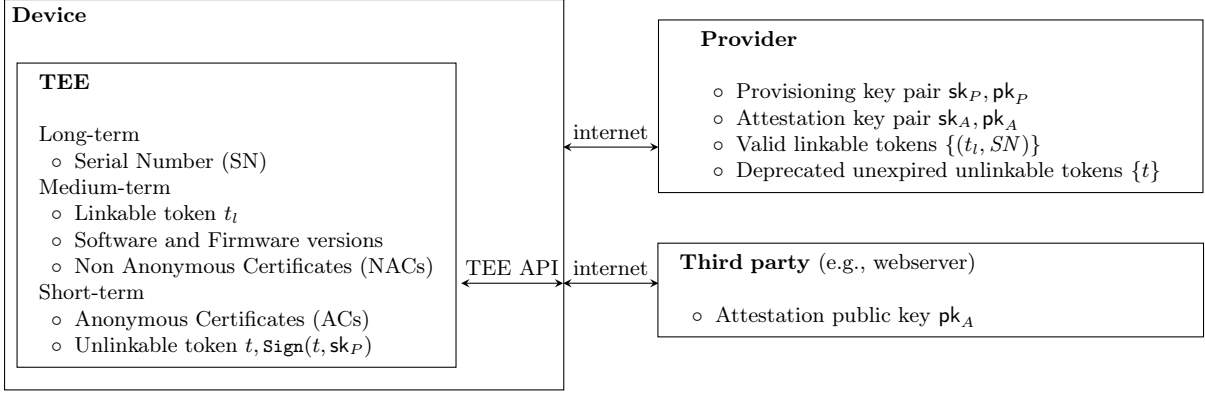 Device
TEE
Long-term
∘ Serial Number (SN)
Medium-term
∘ Linkable token t_l
∘ Software and Firmware versions
∘ Non Anonymous Certificates (NACs)
Short-term
∘ Anonymous Certificates (ACs)
∘ Unlinkable token t, Sign(t, sk_P)
TEE API
internet
internet
Provider
∘ Provisioning key pair sk_P, pk_P
∘ Attestation key pair sk_A, pk_A
∘ Valid linkable tokens {(t_l, SN)}
∘ Deprecated unexpired unlinkable tokens {t}
Third party (e.g., webserver)
∘ Attestation public key pk_A